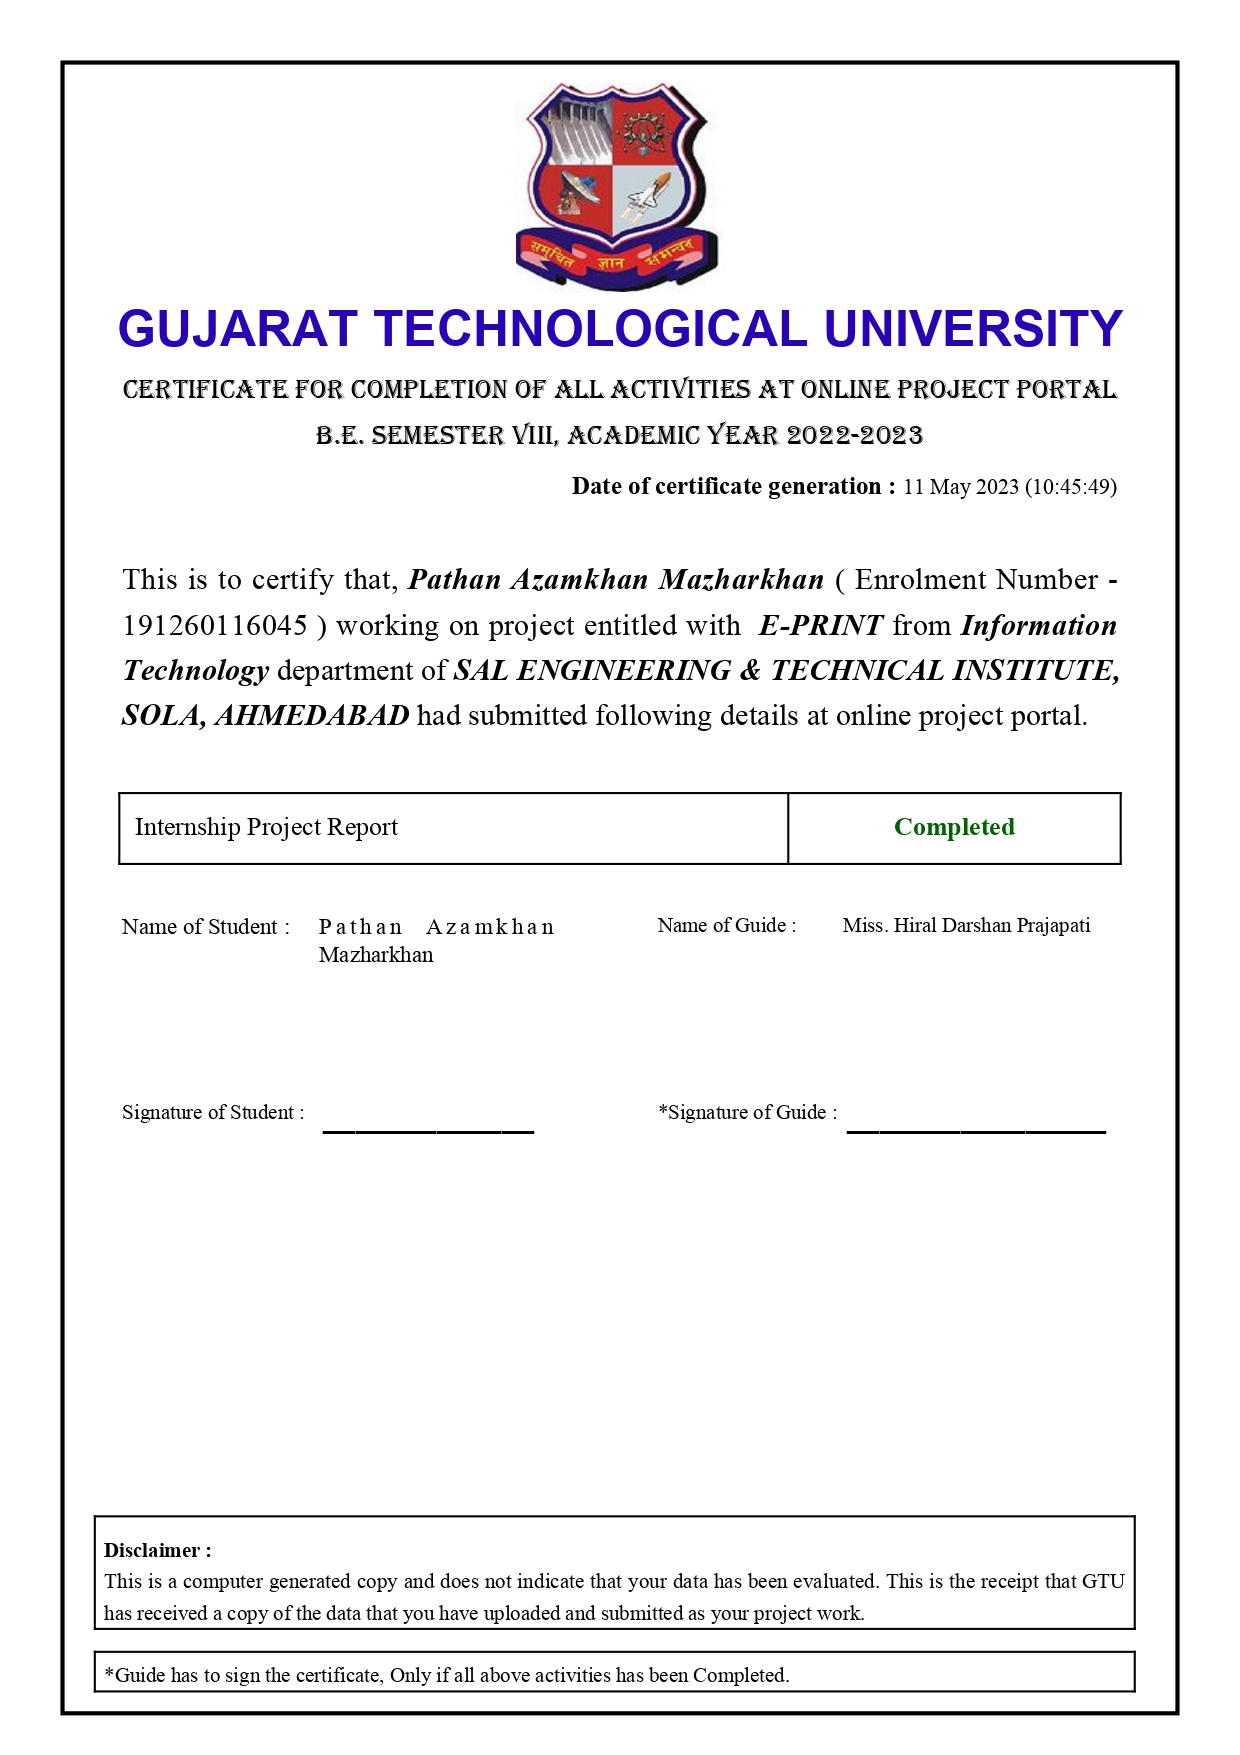 समुचित ज्ञान समन्वय
GUJARAT TECHNOLOGICAL UNIVERSITY
CERTIFICATE FOR COMPLETION OF ALL ACTIVITIES AT ONLINE PROJECT PORTAL
B.E. SEMESTER VIII, ACADEMIC YEAR 2022-2023
Date of certificate generation : 11 May 2023 (10:45:49)
This is to certify that, Pathan Azamkhan Mazharkhan ( Enrolment Number -
191260116045 ) working on project entitled with E-PRINT from Information
Technology department of SAL ENGINEERING & TECHNICAL INSTITUTE,
SOLA, AHMEDABAD had submitted following details at online project portal.
Internship Project Report Completed
Name of Student : Pathan Azamkhan Name of Guide : Miss. Hiral Darshan Prajapati
Mazharkhan
Signature of Student : *Signature of Guide :
Disclaimer :
This is a computer generated copy and does not indicate that your data has been evaluated. This is the receipt that GTU
has received a copy of the data that you have uploaded and submitted as your project work.
*Guide has to sign the certificate, Only if all above activities has been Completed.